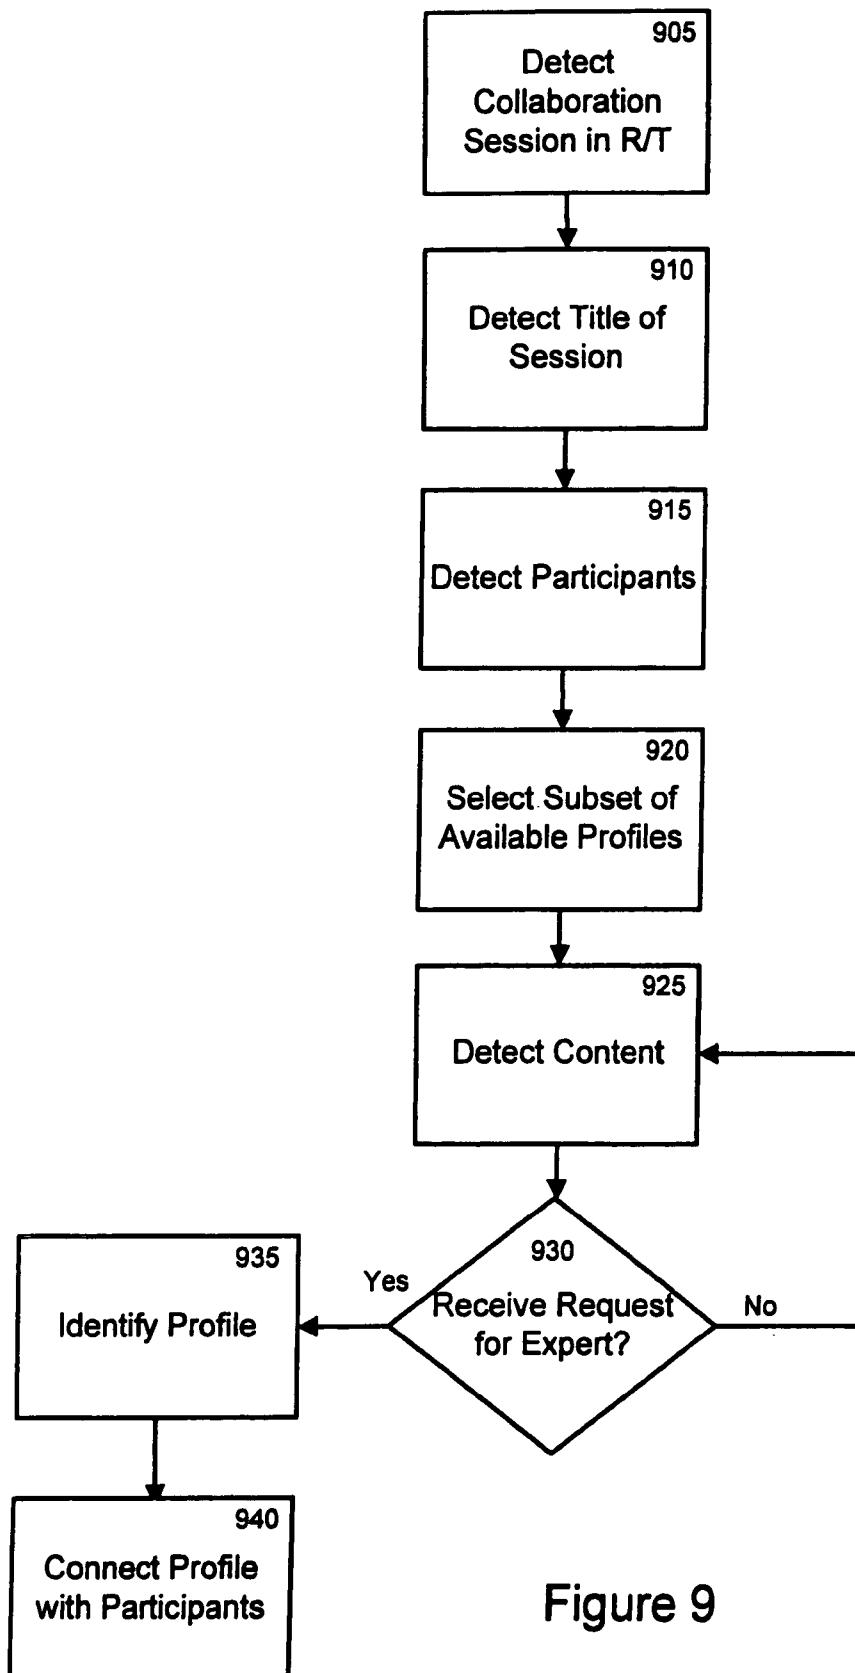 905
Detect
Collaboration
Session in R/T
910
Detect Title of
Session
915
Detect Participants
920
Select Subset of
Available Profiles
925
Detect Content
930
Receive Request
for Expert?
Yes
No
935
Identify Profile
940
Connect Profile
with Participants
Figure 9